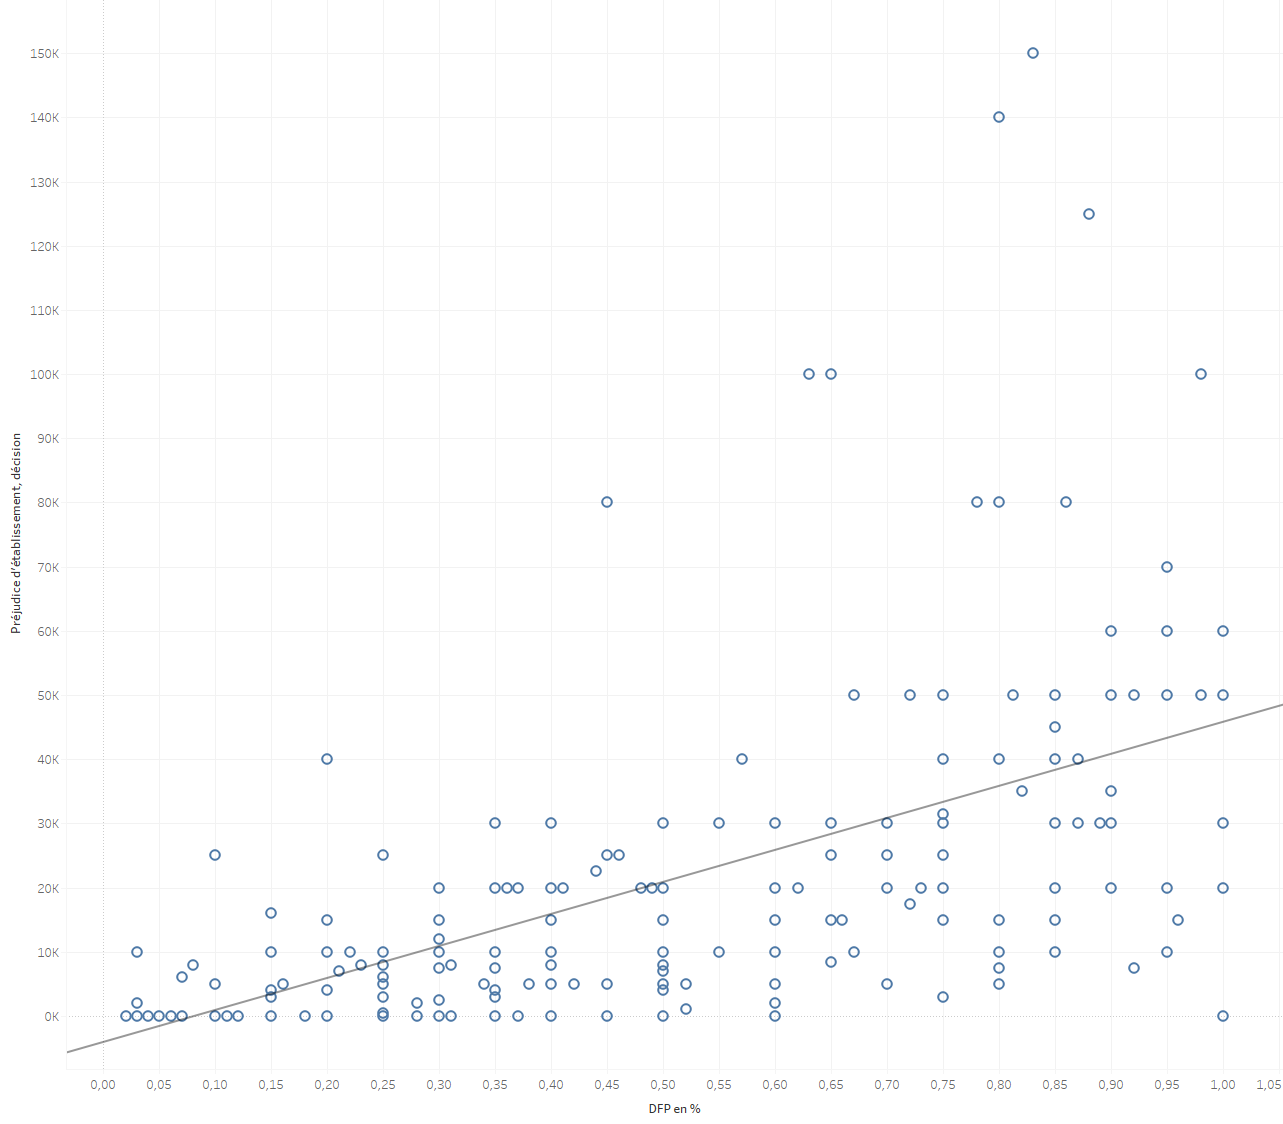 150K
140K
130K
120K
110K
100K
90K
80K
70K
60K
50K
40K
30K
20K
10K
0K
Préjudice d'établissement, décision
0,00 0,05 0,10 0,15 0,20 0,25 0,30 0,35 0,40 0,45 0,50 0,55 0,60 0,65 0,70 0,75 0,80 0,85 0,90 0,95 1,00 1,05
DFP en %